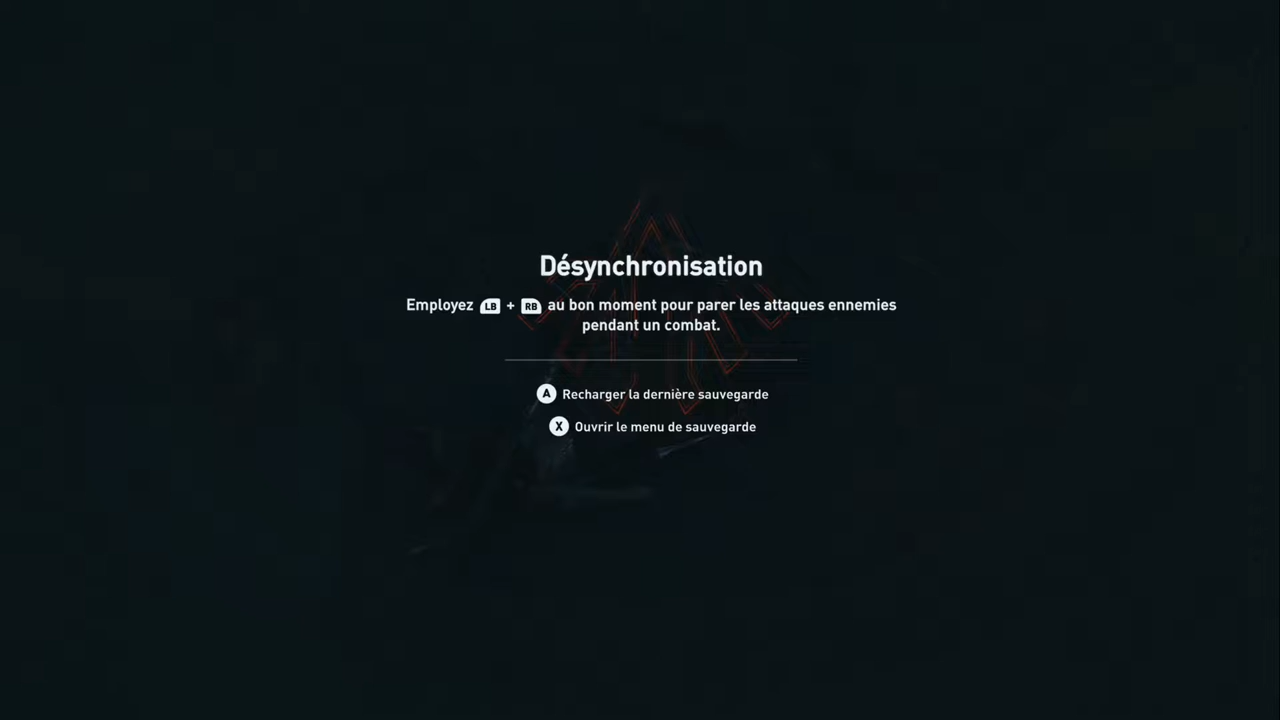 Désynchronisation
Employez LB + RB au bon moment pour parer les attaques ennemies
pendant un combat.
A Recharger la dernière sauvegarde
X Ouvrir le menu de sauvegarde